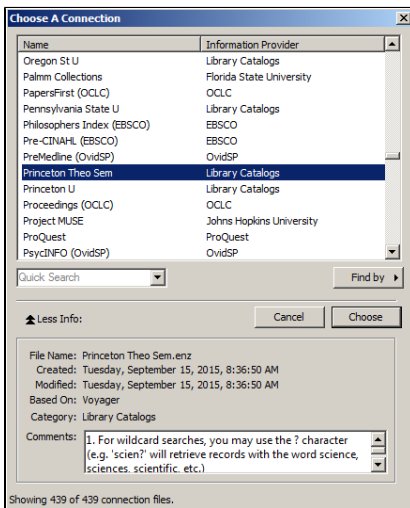 Choose A Connection
Name Information Provider
Oregon St U Library Catalogs
Palmm Collections Florida State University
PapersFirst (OCLC) OCLC
Pennsylvania State U Library Catalogs
Philosophers Index (EBSCO) EBSCO
Pre-CINAHL (EBSCO) EBSCO
PreMedline (OvidSP) OvidSP
Princeton Theo Sem Library Catalogs
Princeton U Library Catalogs
Proceedings (OCLC) OCLC
Project MUSE Johns Hopkins University
ProQuest ProQuest
PsycINFO (OvidSP) OvidSP
Quick Search Find by
Less Info: Cancel Choose
File Name: Princeton Theo Sem.enz
Created: Tuesday, September 15, 2015, 8:36:50 AM
Modified: Tuesday, September 15, 2015, 8:36:50 AM
Based On: Voyager
Category: Library Catalogs
Comments: 1. For wildcard searches, you may use the ? character
(e.g. 'scien?' will retrieve records with the word science,
sciences, scientific, etc.)
Showing 439 of 439 connection files.